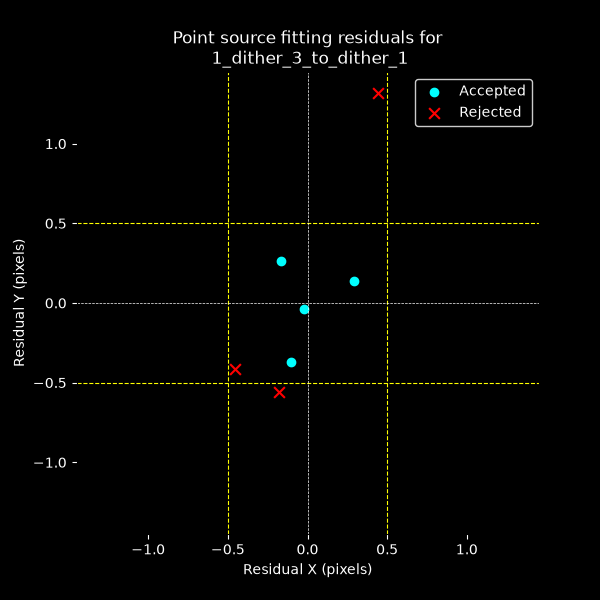 Point source fitting residuals for
1_dither_3_to_dither_1
Accepted
Rejected
1.0
0.5
0.0
−0.5
−1.0
Residual Y (pixels)
−1.0
−0.5
0.0
0.5
1.0
Residual X (pixels)